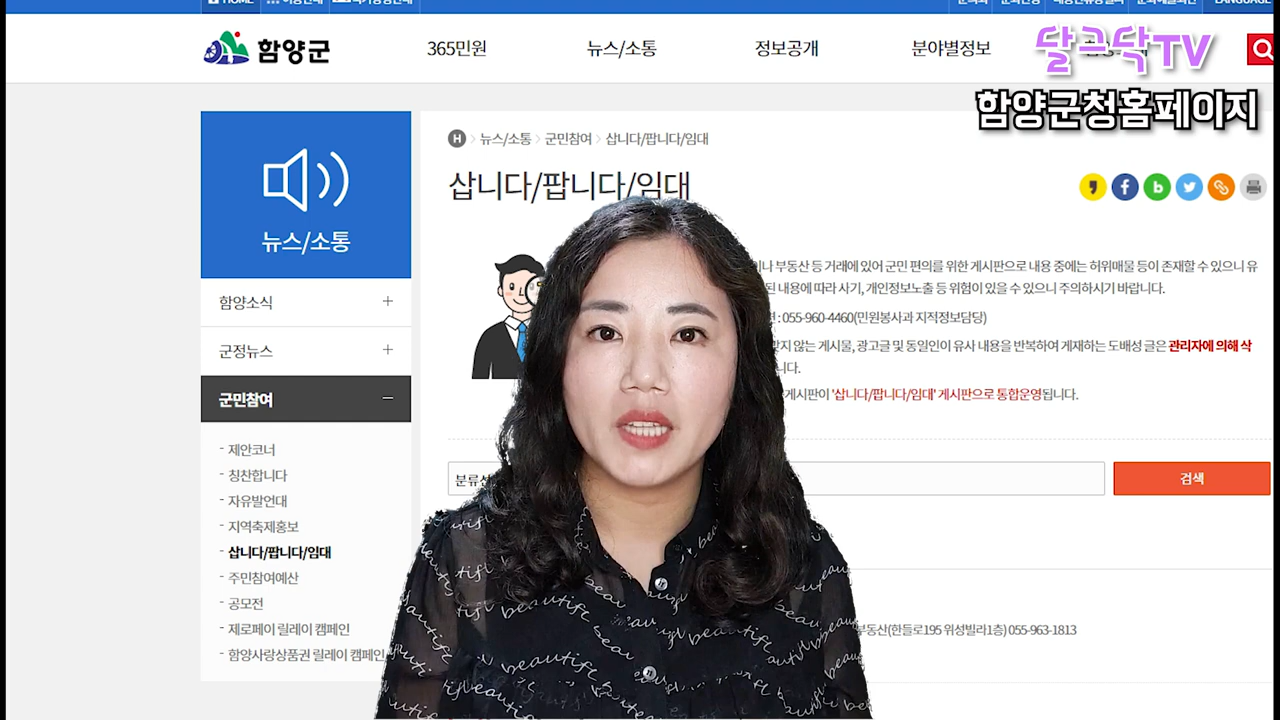 HOME
LANGUAGE
함양군
365민원
뉴스/소통
정보공개
분야별정보
달그닥TV
함양군청홈페이지
뉴스/소통
함양소식
군정뉴스
군민참여
- 제안코너
- 칭찬합니다
- 자유발언대
- 지역축제홍보
- 삽니다/팝니다/임대
- 주민참여예산
- 공모전
- 제로페이 릴레이 캠페인
- 함양사랑상품권 릴레이 캠페인
H 뉴스/소통 군민참여 삽니다/팝니다/임대
삽니다/팝니다/임대
부동산 등 거래에 있어 군민 편의를 위한 게시판으로 내용 중에는 허위매물 등이 존재할 수 있으니 유
내용에 따라 사기, 개인정보노출 등 위험이 있을 수 있으니 주의하시기 바랍니다.
: 055-960-4460(민원봉사과 지적정보담당)
않는 게시물, 광고글 및 동일인이 유사 내용을 반복하여 게재하는 도배성 글은 관리자에 의해 삭
니다.
게시판이 '삽니다/팝니다/임대' 게시판으로 통합운영됩니다.
검색
부동산(한들로195 위성빌라1층) 055-963-1813
beautiful